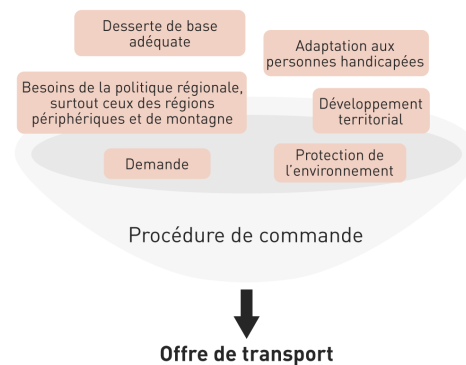 Desserte de base
adéquate
Adaptation aux
personnes handicapées
Besoins de la politique régionale,
surtout ceux des régions
périphériques et de montagne
Développement
territorial
Demande
Protection de
l'environnement
Procédure de commande
Offre de transport